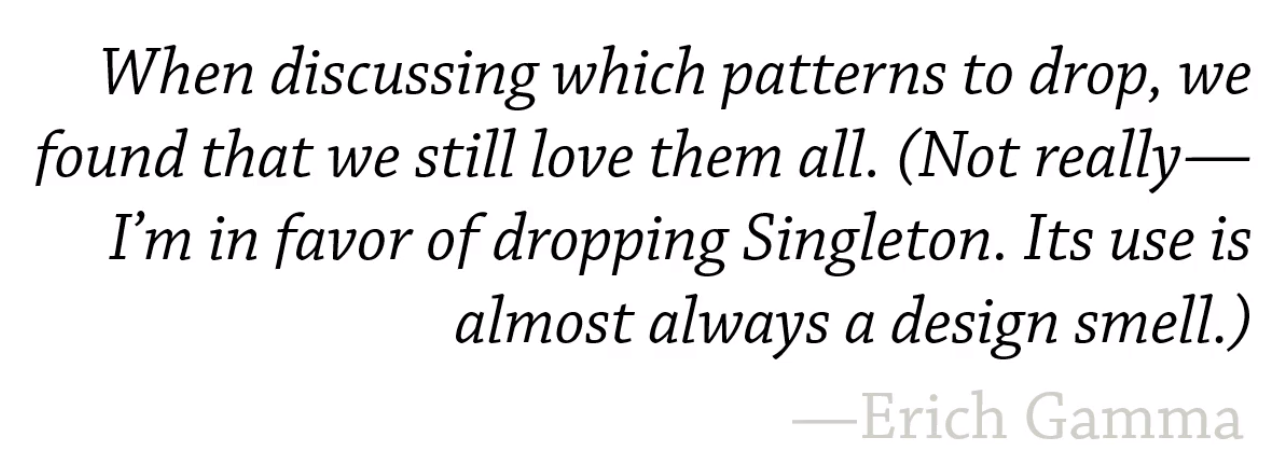 When discussing which patterns to drop, we
found that we still love them all. (Not really—
I’m in favor of dropping Singleton. Its use is
almost always a design smell.)
—Erich Gamma